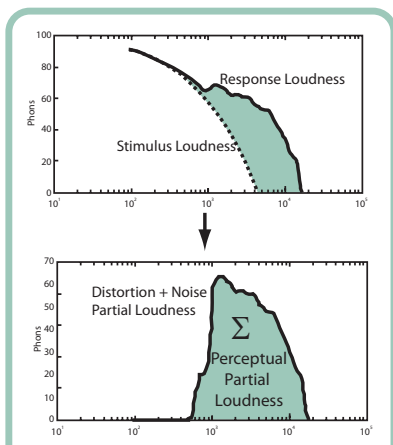 100
80
60
40
20
0
Phons
Response Loudness
Stimulus Loudness
10¹ 10² 10³ 10⁴ 10⁵
70
60
50
40
30
20
10
0
Phons
Distortion + Noise
Partial Loudness
Σ
Perceptual
Partial
Loudness
10¹ 10² 10³ 10⁴ 10⁵